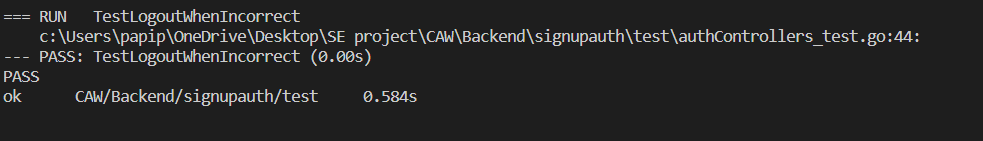 === RUN   TestLogoutWhenIncorrect
    c:\Users\papip\OneDrive\Desktop\SE project\CAW\Backend\signupauth\test\authControllers_test.go:44:
--- PASS: TestLogoutWhenIncorrect (0.00s)
PASS
ok      CAW/Backend/signupauth/test     0.584s